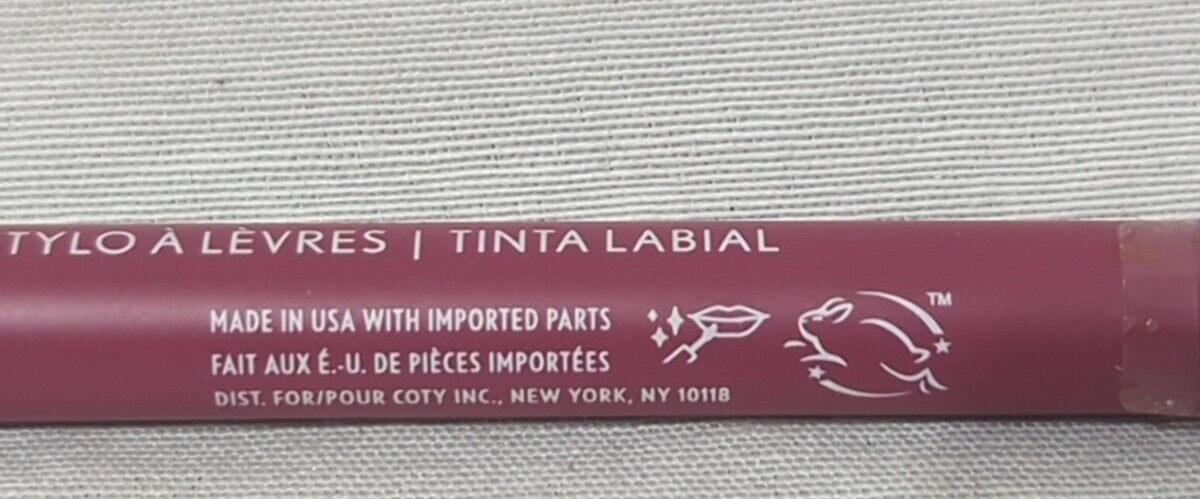 TYLO À LÈVRES | TINTA LABIAL
MADE IN USA WITH IMPORTED PARTS
FAIT AUX É.-U. DE PIÈCES IMPORTÉES
DIST. FOR/POUR COTY INC., NEW YORK, NY 10118
TM